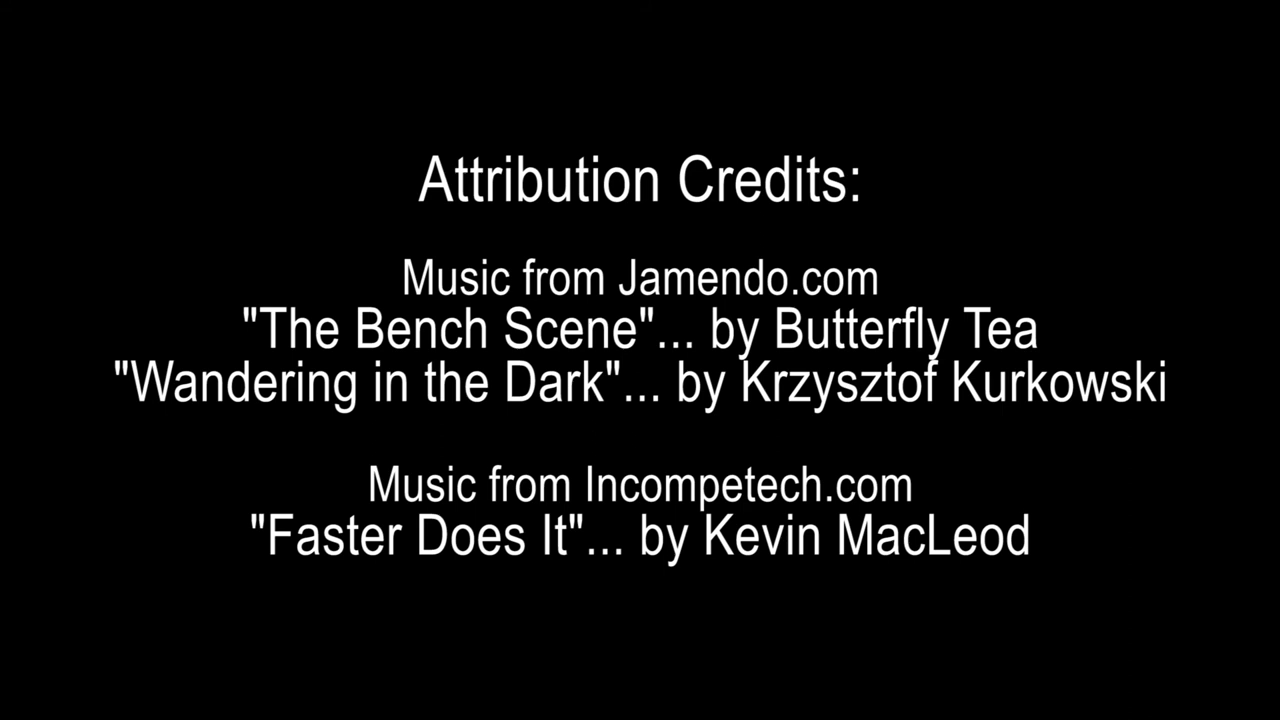 Attribution Credits:
Music from Jamendo.com
"The Bench Scene"... by Butterfly Tea
"Wandering in the Dark"... by Krzysztof Kurkowski
Music from Incompetech.com
"Faster Does It"... by Kevin MacLeod